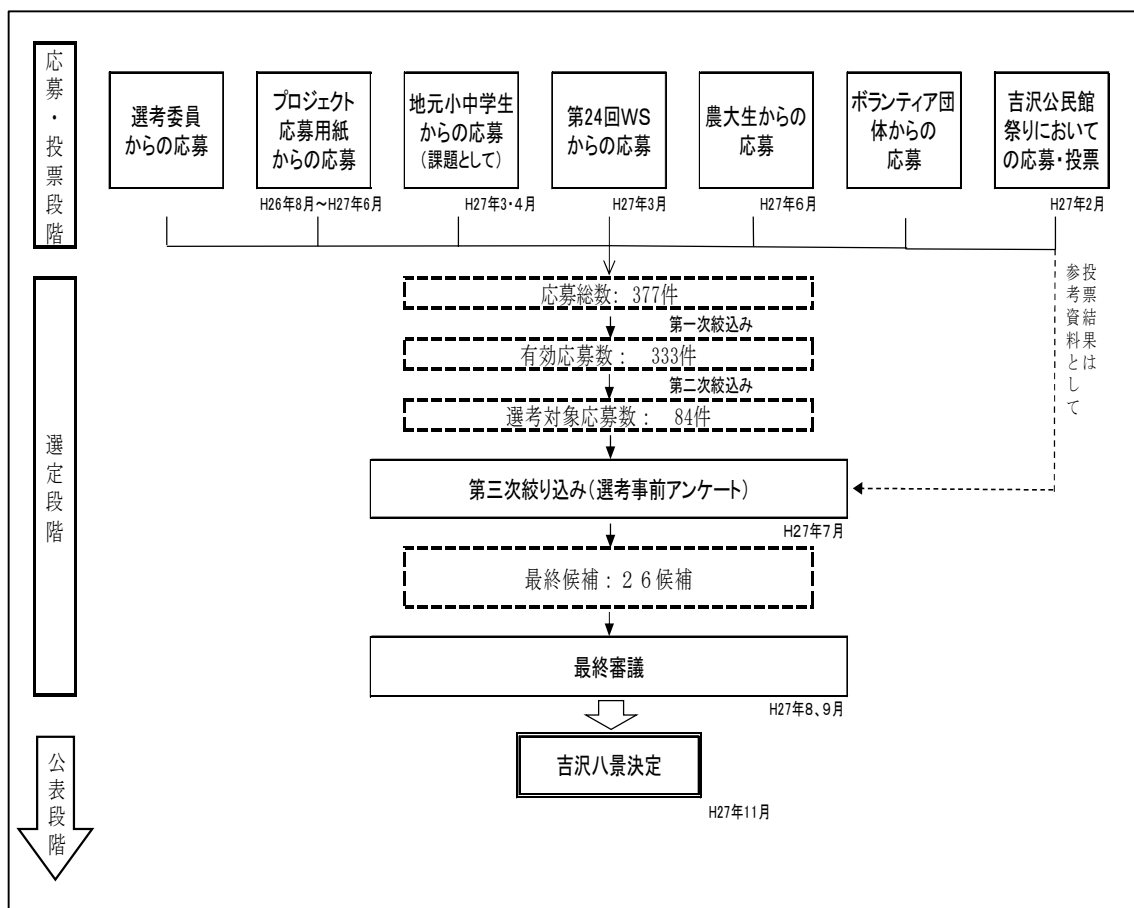 応募・投票段階
選考委員
からの応募
プロジェクト
応募用紙
からの応募
H26年8月～H27年6月
地元小中学生
からの応募
(課題として)
H27年3・4月
第24回WS
からの応募
H27年3月
農大生からの
応募
H27年6月
ボランティア団
体からの
応募
吉沢公民館
祭りにおいて
の応募・投票
H27年2月
投票結果は
参考資料として
選定段階
応募総数： 377件
第一次絞込み
有効応募数： 333件
第二次絞込み
選考対象応募数： 84件
第三次絞り込み(選考事前アンケート)
H27年7月
最終候補：２６候補
最終審議
H27年8、9月
公表段階
吉沢八景決定
H27年11月